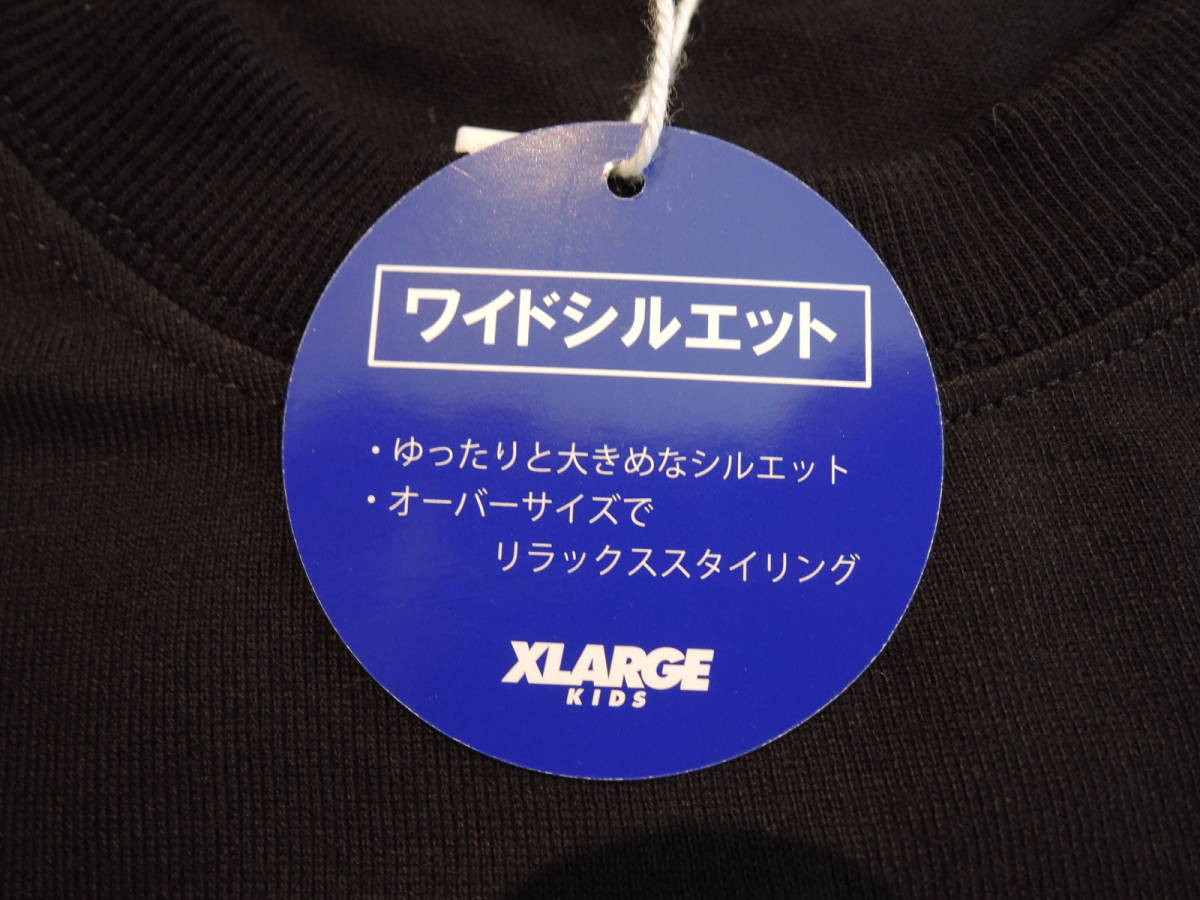 ワイドシルエット
・ゆったりと大きめなシルエット
・オーバーサイズで
リラックススタイリング
XLARGE
KIDS